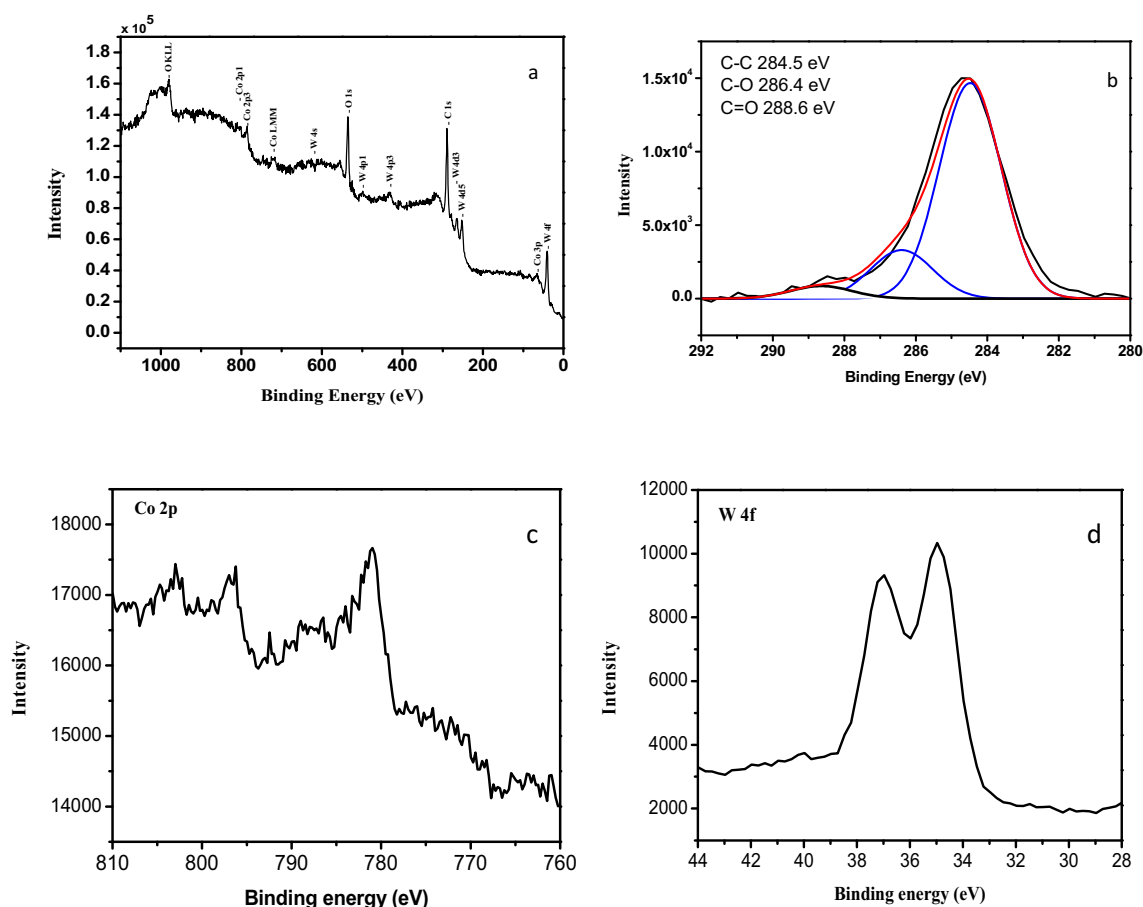 x 10^5
a
1.8
1.6
1.4
1.2
1.0
0.8
0.6
0.4
0.2
0.0
Intensity
- O KLL
- Co 2p1
- Co 2p3
- Co LMM
- W 4s
- O 1s
- W 4p1
- W 4p3
- C 1s
- W 4d3
- W 4d5
- Co 3p
- W 4f
1000 800 600 400 200 0
Binding Energy (eV)
b
C-C 284.5 eV
C-O 286.4 eV
C=O 288.6 eV
1.5x10^4
1.0x10^4
5.0x10^3
0.0
Intensity
292 290 288 286 284 282 280
Binding Energy (eV)
Co 2p
c
18000
17000
16000
15000
14000
Intensity
810 800 790 780 770 760
Binding energy (eV)
W 4f
d
12000
10000
8000
6000
4000
2000
Intensity
44 42 40 38 36 34 32 30 28
Binding energy (eV)